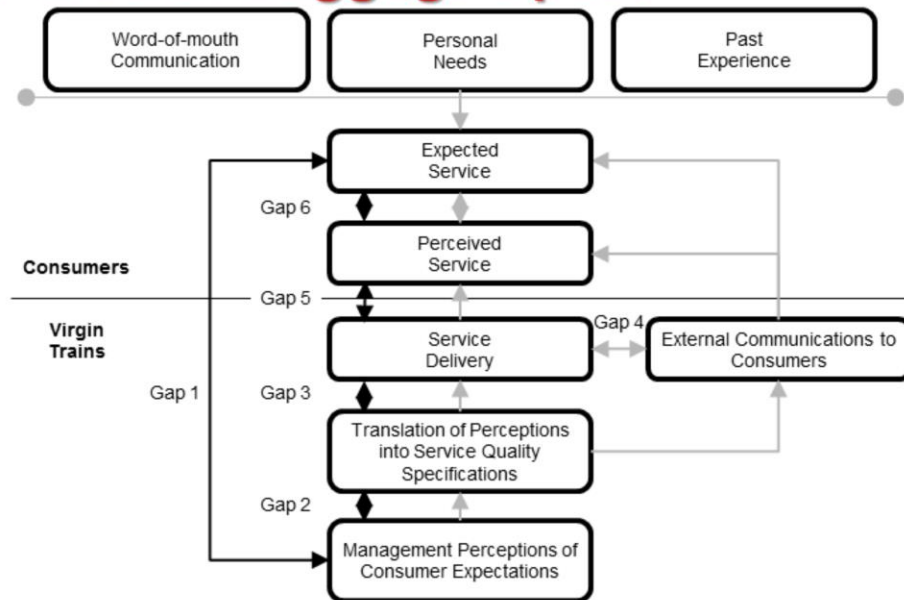 Word-of-mouth
Communication
Personal
Needs
Past
Experience
Expected
Service
Gap 6
Perceived
Service
Consumers
Gap 5
Virgin
Trains
Service
Delivery
Gap 4
External Communications to
Consumers
Gap 1
Gap 3
Translation of Perceptions
into Service Quality
Specifications
Gap 2
Management Perceptions of
Consumer Expectations